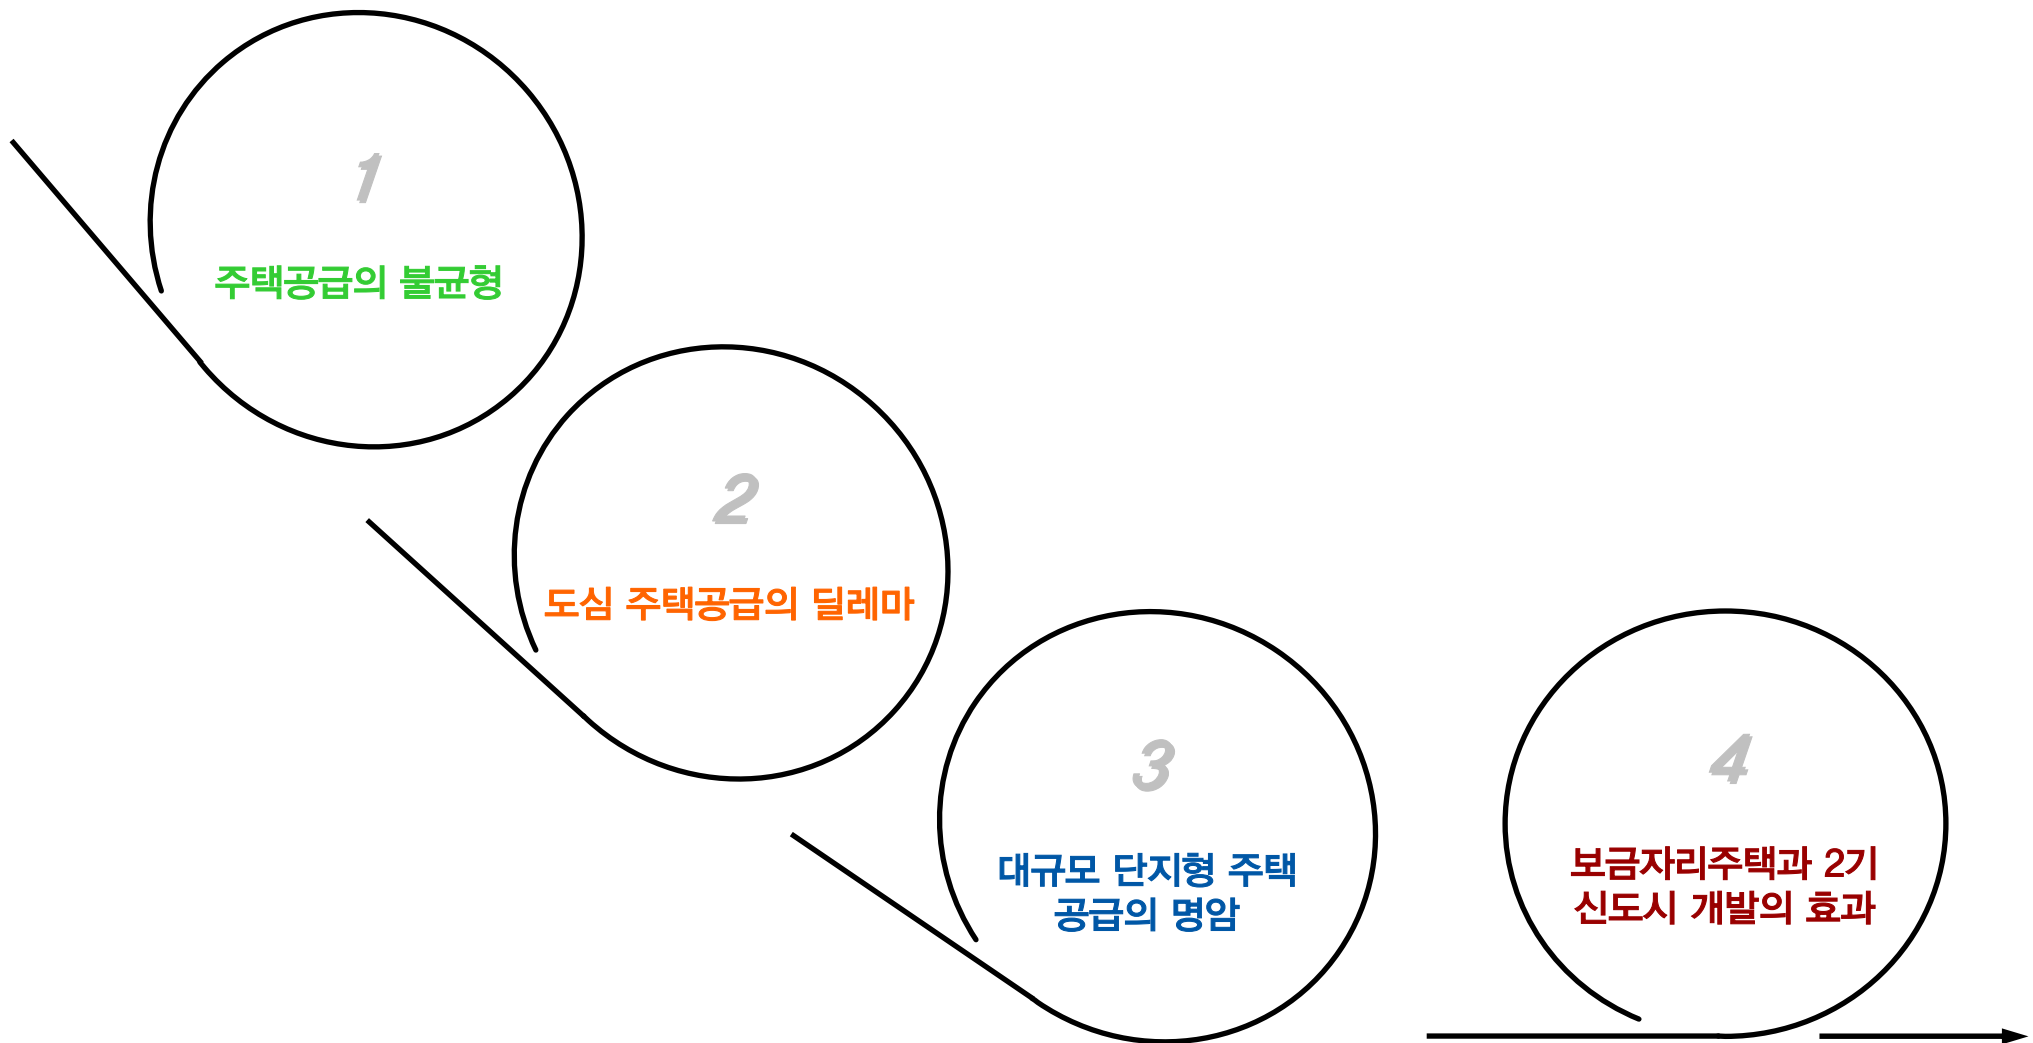 1
주택공급의 불균형
2
도심 주택공급의 딜레마
3
대규모 단지형 주택
공급의 명암
4
보금자리주택과 2기
신도시 개발의 효과